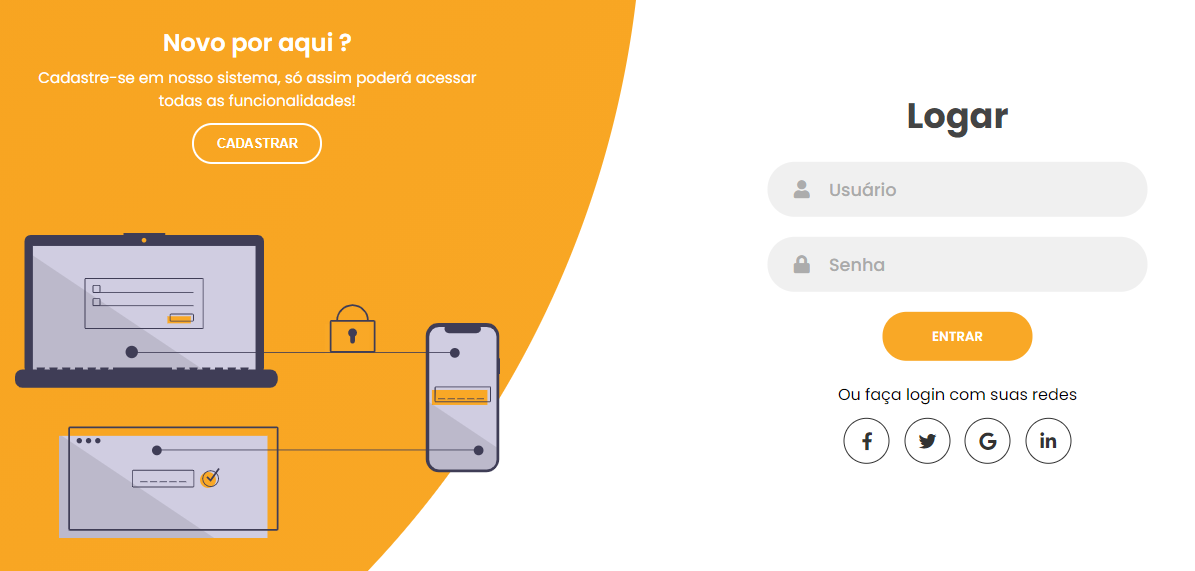 Novo por aqui ?
Cadastre-se em nosso sistema, só assim poderá acessar
todas as funcionalidades!
CADASTRAR
Logar
Usuário
Senha
ENTRAR
Ou faça login com suas redes